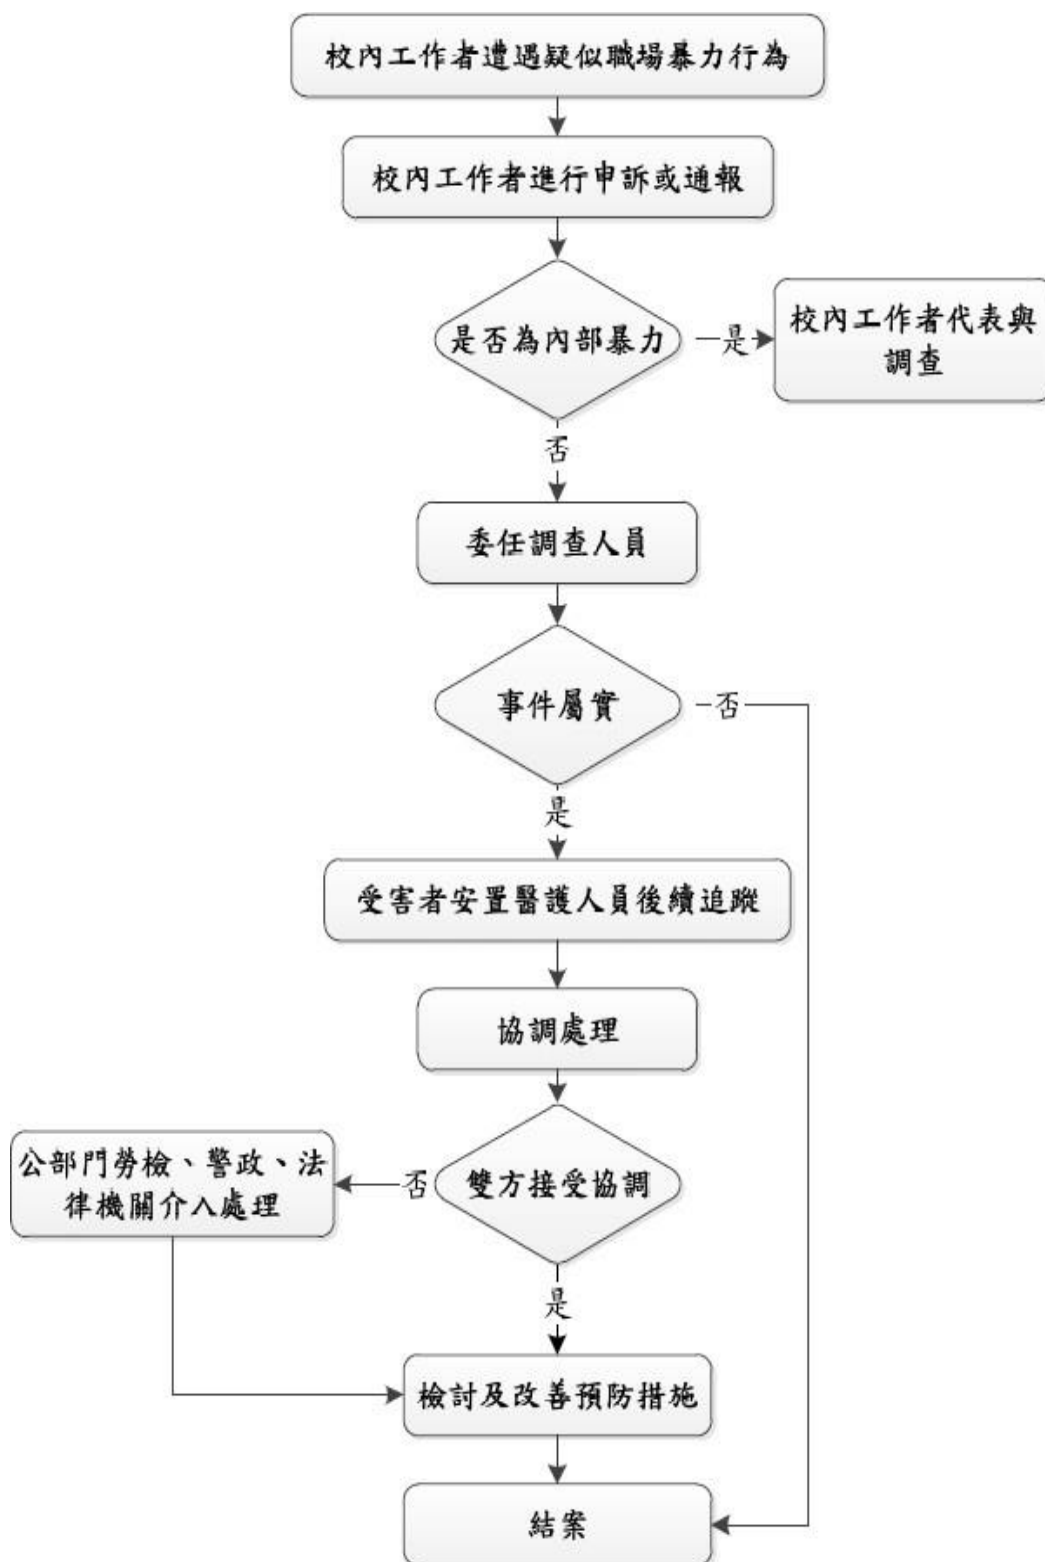 校內工作者遭遇疑似職場暴力行為
校內工作者進行申訴或通報
是否為內部暴力
是
校內工作者代表與
調查
否
委任調查人員
事件屬實
否
是
受害者安置醫護人員後續追蹤
協調處理
公部門勞檢、警政、法
律機關介入處理
否
雙方接受協調
是
檢討及改善預防措施
結案